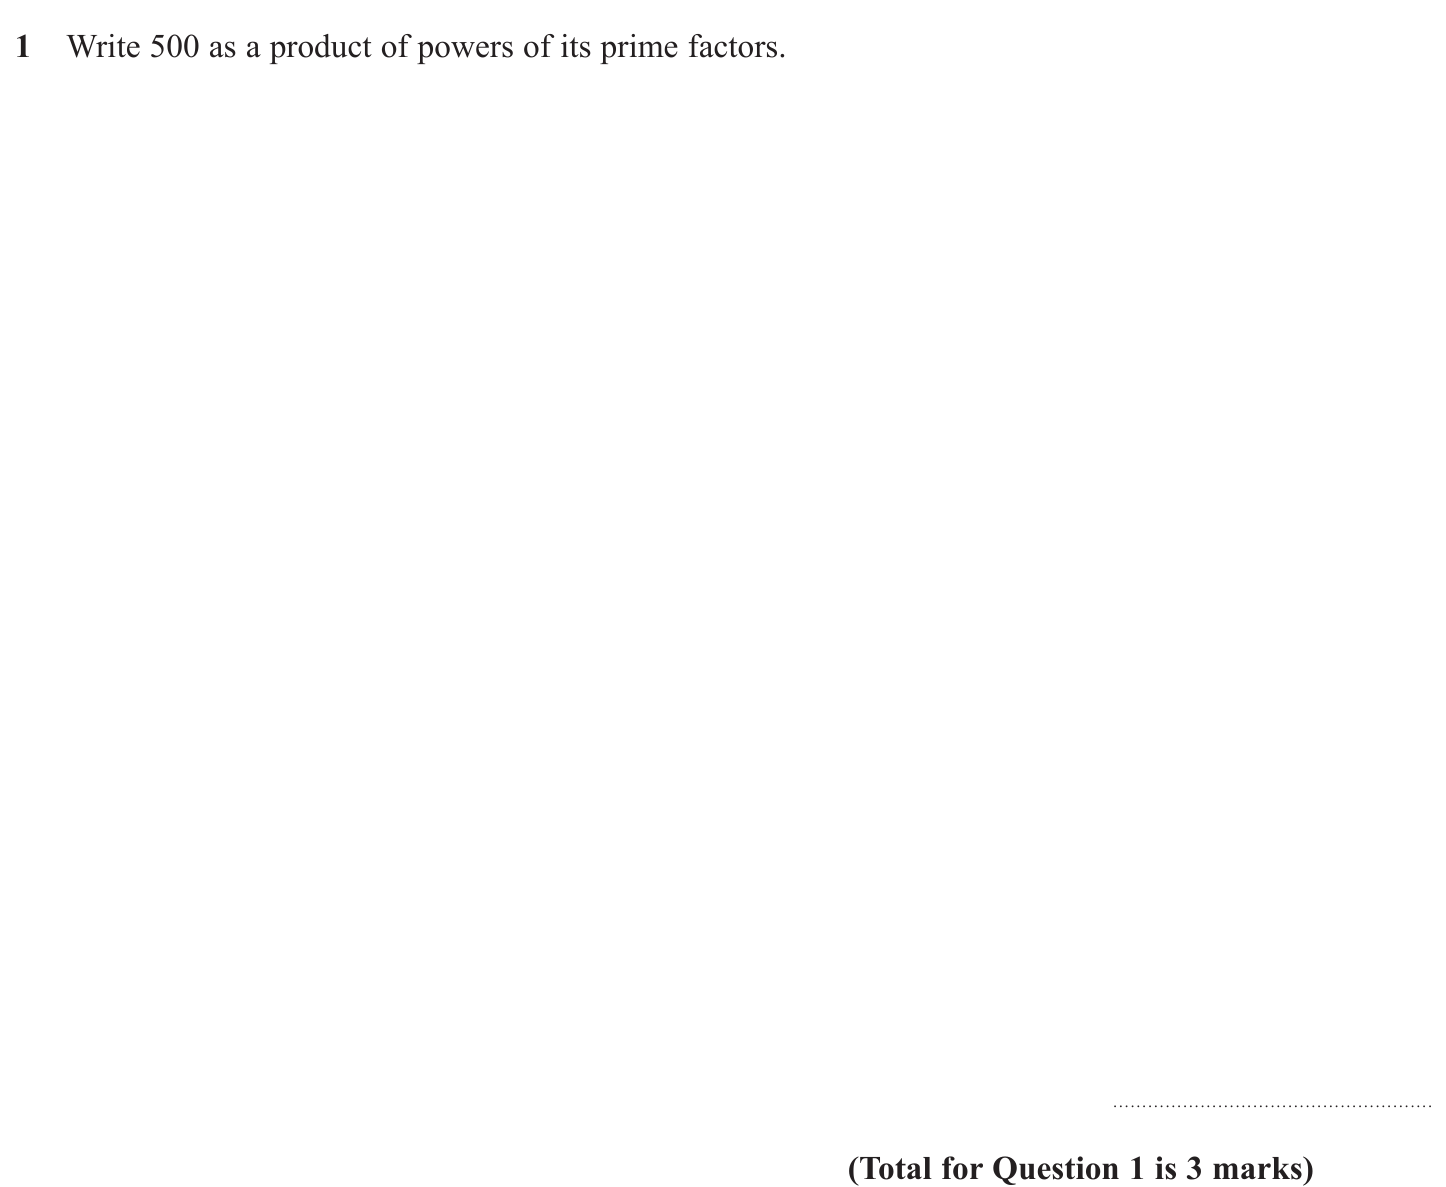 1 Write 500 as a product of powers of its prime factors.
(Total for Question 1 is 3 marks)